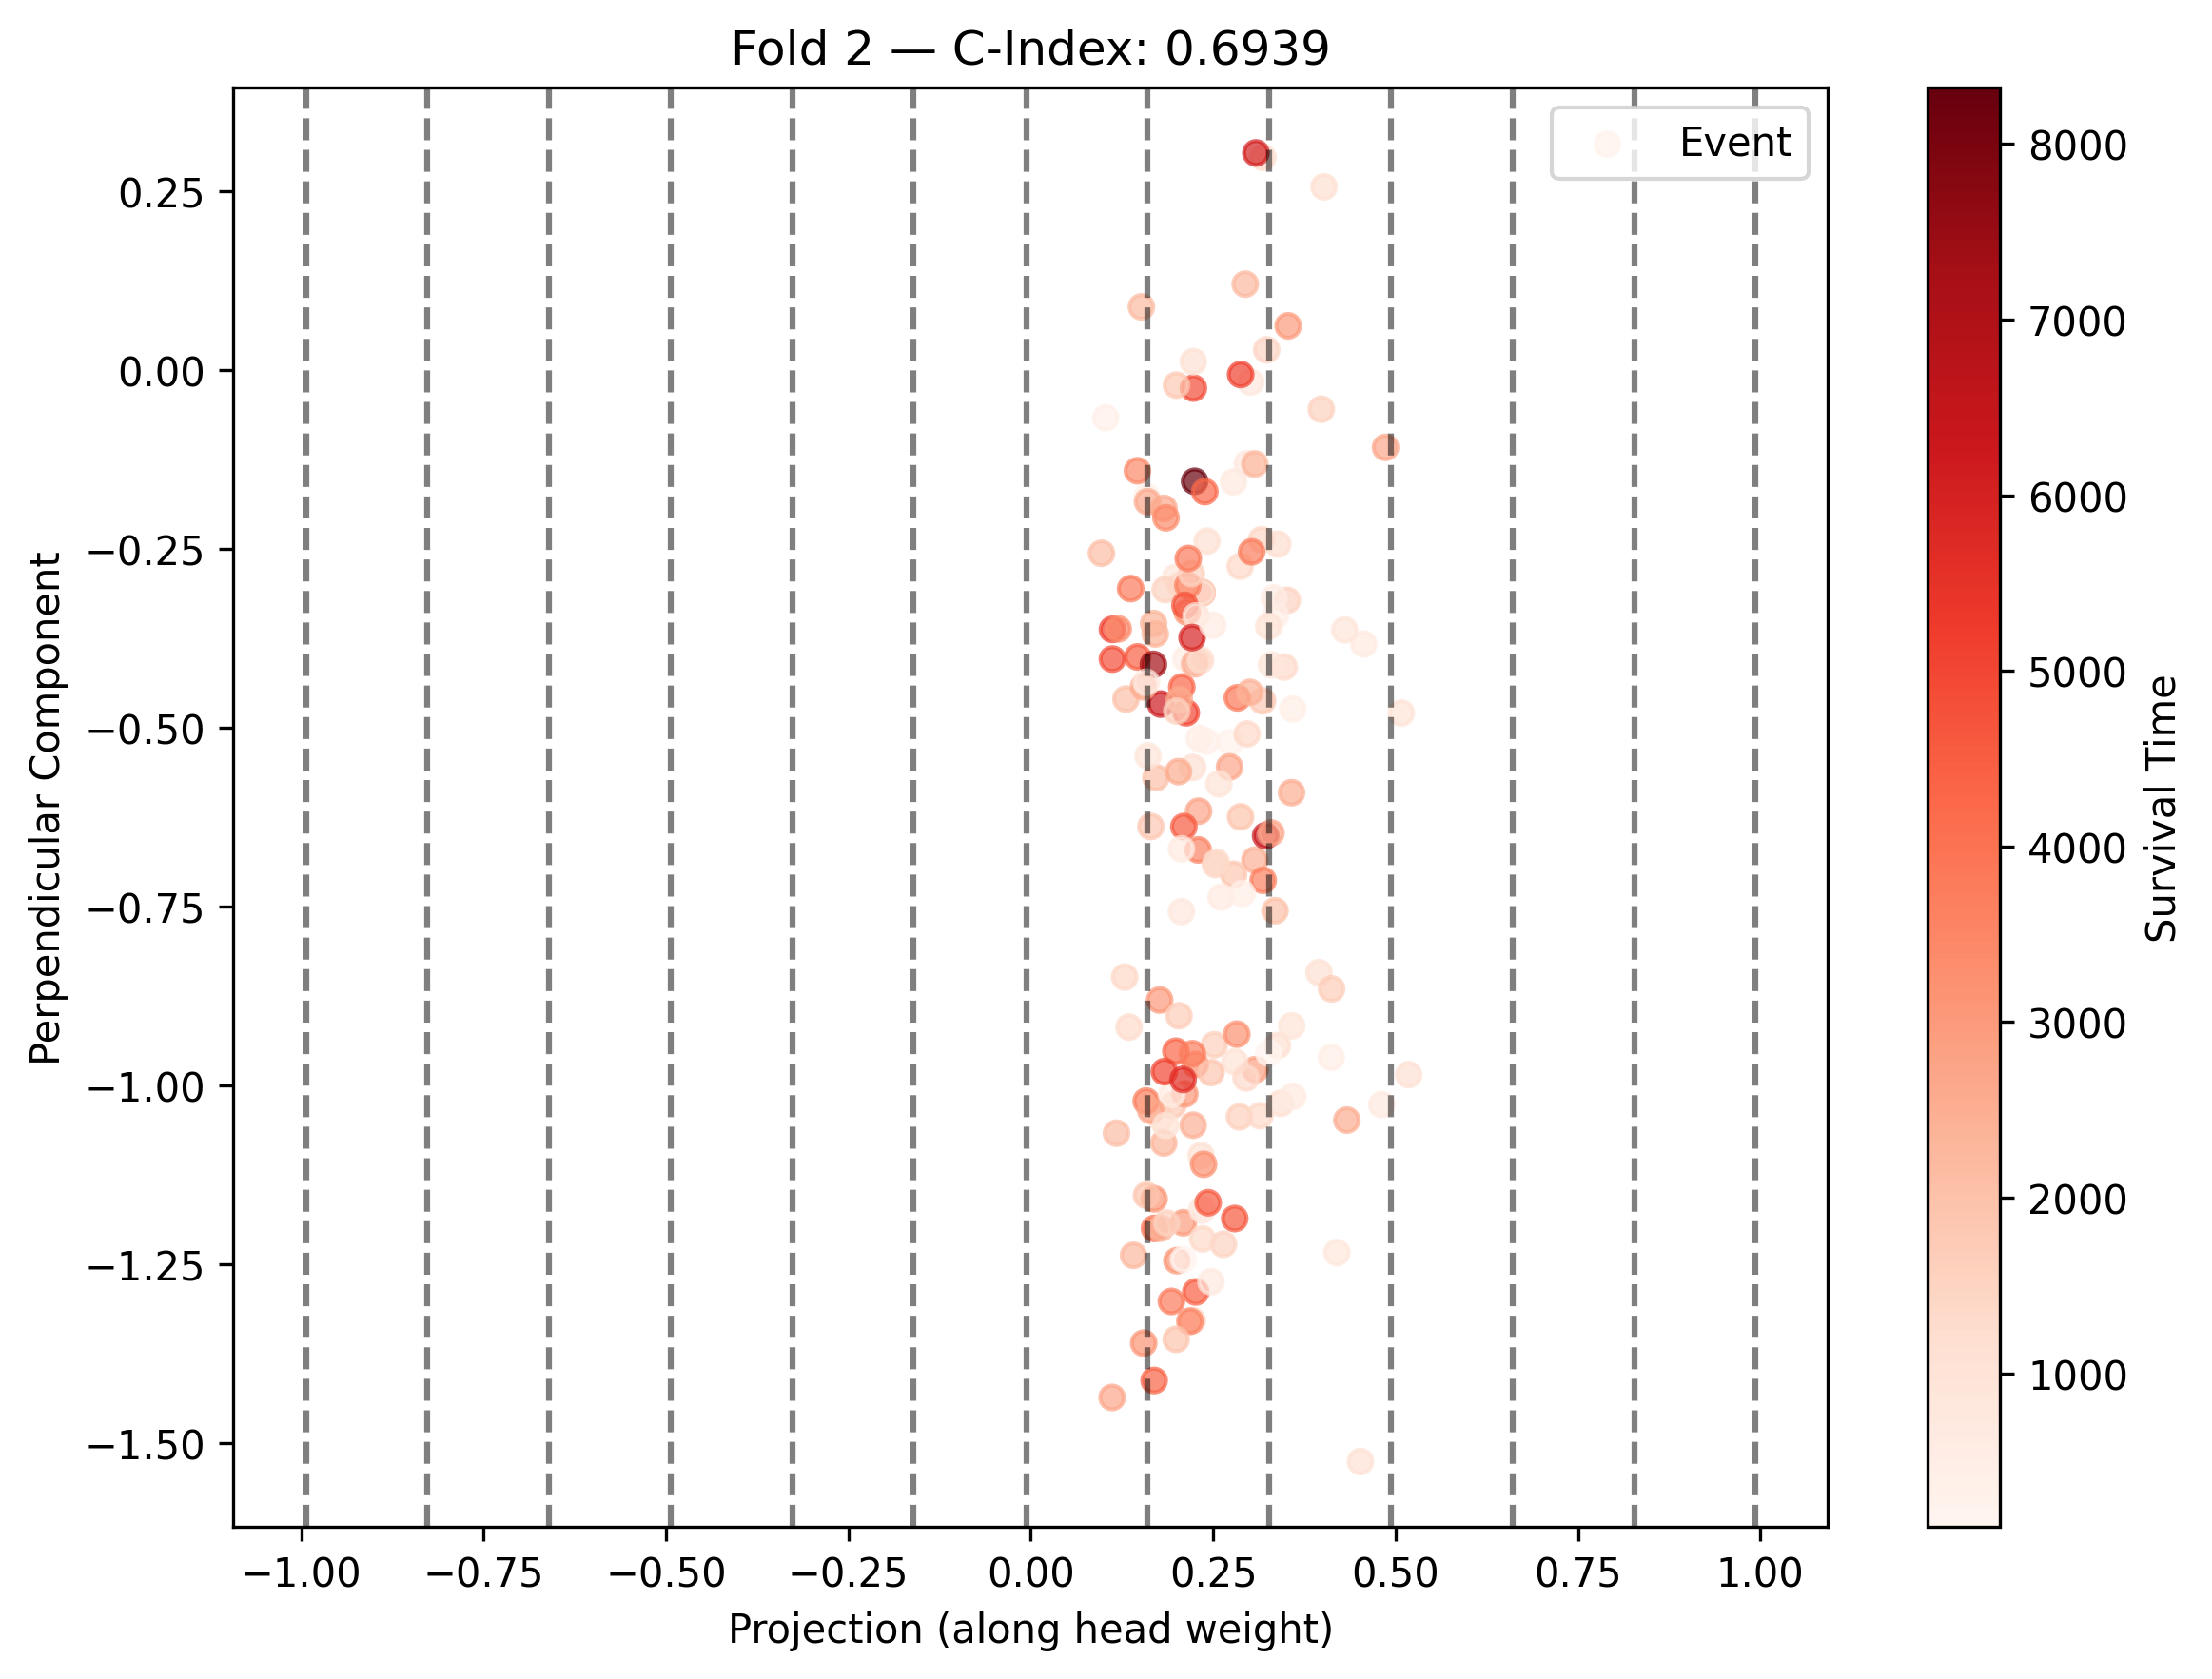 Fold 2 — C-Index: 0.6939
Event
0.25
0.00
−0.25
−0.50
−0.75
−1.00
−1.25
−1.50
Perpendicular Component
−1.00 −0.75 −0.50 −0.25 0.00 0.25 0.50 0.75 1.00
Projection (along head weight)
8000
7000
6000
5000
4000
3000
2000
1000
Survival Time